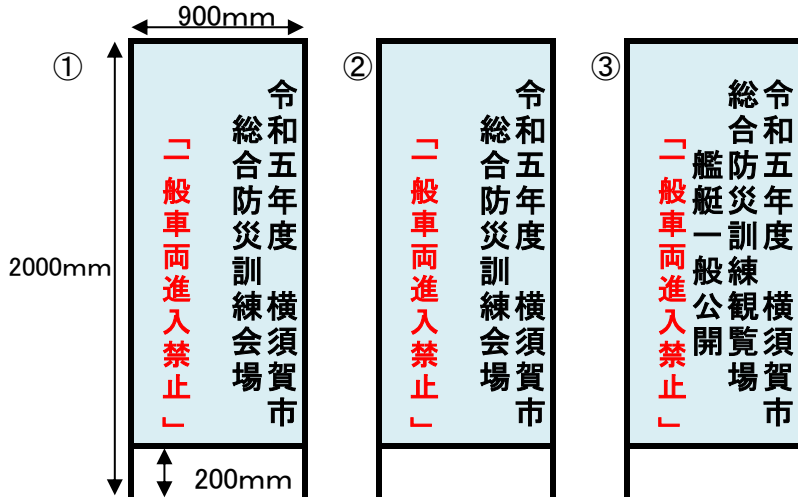 900mm
①
令和五年度　横須賀市
総合防災訓練会場
「一般車両進入禁止」
2000mm
200mm
②
令和五年度　横須賀市
総合防災訓練会場
「一般車両進入禁止」
③
令和五年度　横須賀市
総合防災訓練観覧場
艦艇一般公開
「一般車両進入禁止」